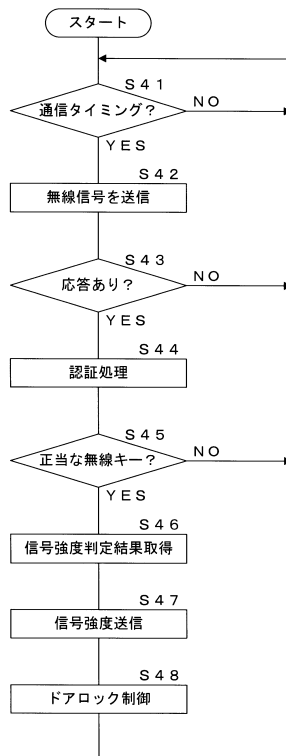 スタート
S41
通信タイミング？
NO
YES
S42
無線信号を送信
S43
応答あり？
NO
YES
S44
認証処理
S45
正当な無線キー？
NO
YES
S46
信号強度判定結果取得
S47
信号強度送信
S48
ドアロック制御